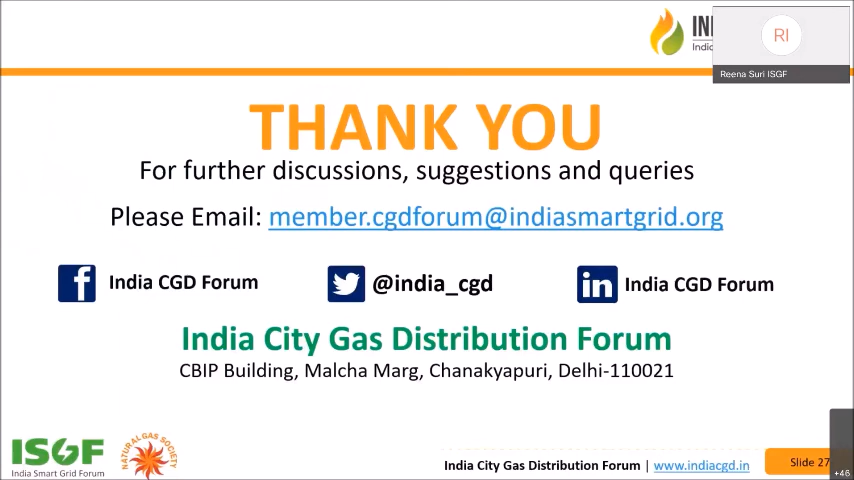 RI
Reena Suri ISGF
THANK YOU
For further discussions, suggestions and queries
Please Email: member.cgdforum@indiasmartgrid.org
India CGD Forum
@india_cgd
India CGD Forum
India City Gas Distribution Forum
CBIP Building, Malcha Marg, Chanakyapuri, Delhi-110021
ISGF
India Smart Grid Forum
NATURAL GAS SOCIETY
India City Gas Distribution Forum | www.indiacgd.in
Slide 27
+46